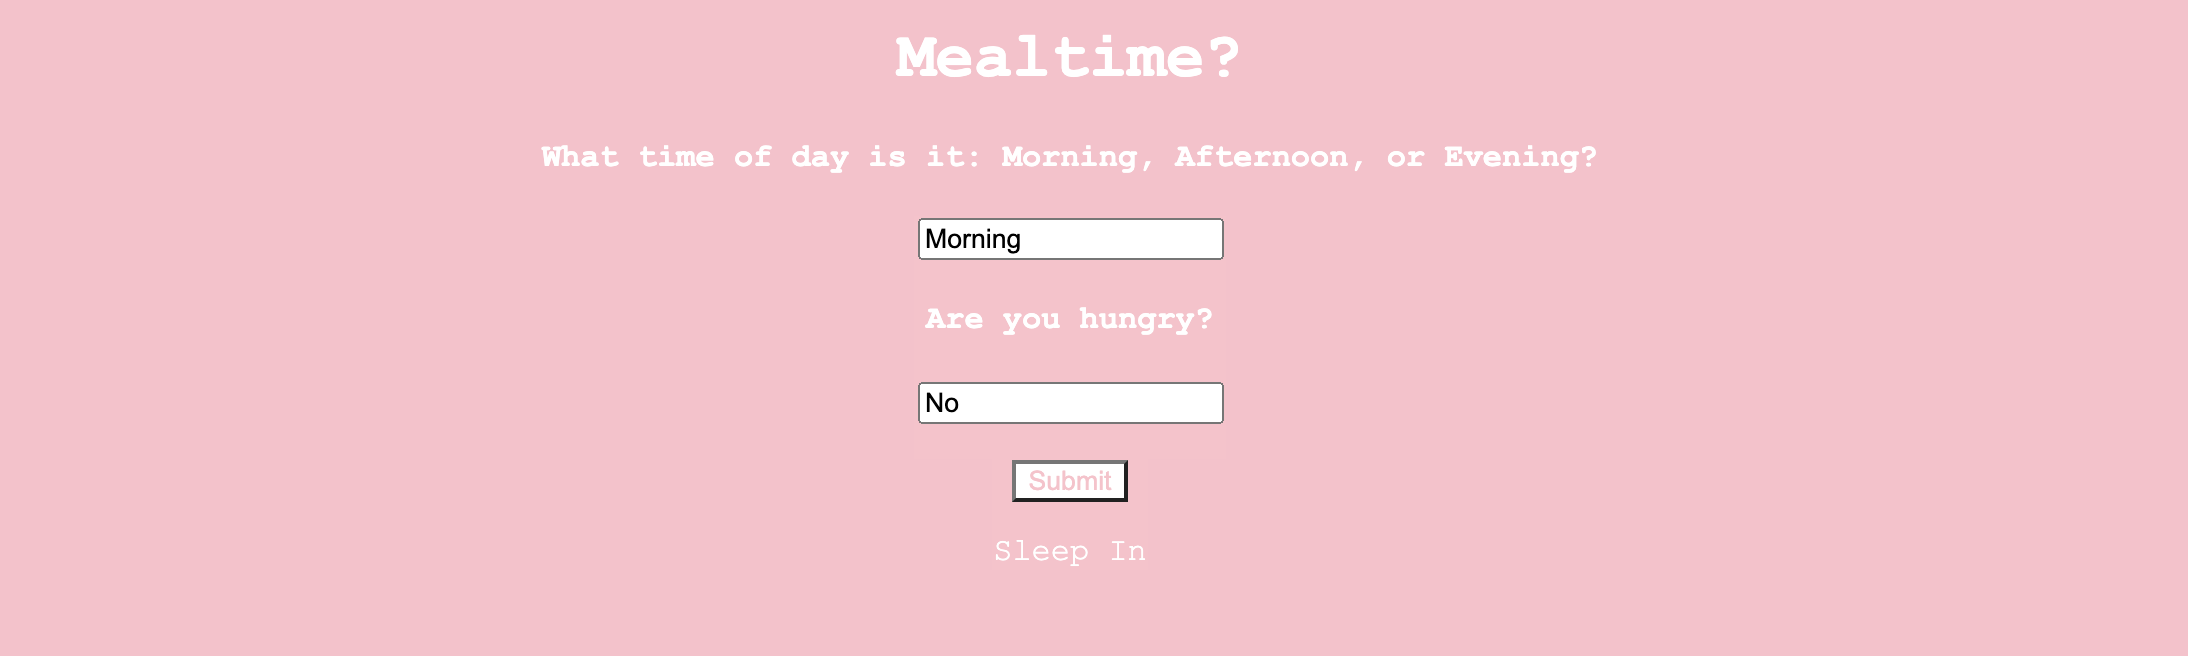 Mealtime?
What time of day is it: Morning, Afternoon, or Evening?
Morning
Are you hungry?
No
Submit
Sleep In